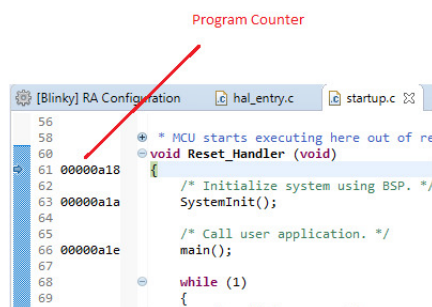 Program Counter
[Blinky] RA Configuration hal_entry.c startup.c
56
58 * MCU starts executing here out of re
60 void Reset_Handler (void)
61 00000a18 {
62 /* Initialize system using BSP. */
63 00000a1a SystemInit();
64
65 /* Call user application. */
66 00000a1e main();
67
68 while (1)
69 {